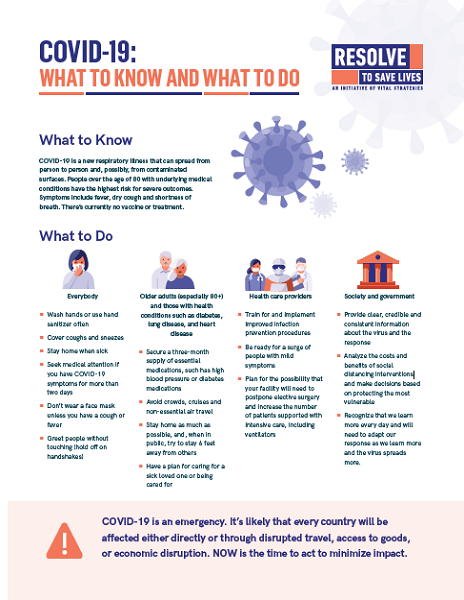 COVID-19:
WHAT TO KNOW AND WHAT TO DO
RESOLVE
TO SAVE LIVES
AN INITIATIVE OF VITAL STRATEGIES
What to Know
COVID-19 is a new respiratory illness that can spread from
person to person and, possibly, from contaminated
surfaces. People over the age of 80 with underlying medical
conditions have the highest risk for severe outcomes.
Symptoms include fever, dry cough and shortness of
breath. There's currently no vaccine or treatment.
What to Do
Everybody
Wash hands or use hand
sanitizer often
Cover coughs and sneezes
Stay home when sick
Seek medical attention if
you have COVID-19
symptoms for more than
two days
Don't wear a face mask
unless you have a cough or
fever
Greet people without
touching (hold off on
handshakes)
Older adults (especially 80+)
and those with health
conditions such as diabetes,
lung disease, and heart
disease
Secure a three-month
supply of essential
medications, such as high
blood pressure or diabetes
medications
Avoid crowds, cruises and
non-essential air travel
Stay home as much as
possible, and, when in
public, try to stay 6 feet
away from others
Have a plan for caring for a
sick loved one or being
cared for
Health care providers
Train for and implement
improved infection
prevention procedures
Be ready for a surge of
people with mild
symptoms
Plan for the possibility that
your facility will need to
postpone elective surgery
and increase the number
of patients supported with
intensive care, including
ventilators
Society and government
Provide clear, credible and
consistent information
about the virus and the
response
Analyze the costs and
benefits of social
distancing interventions
and make decisions based
on protecting the most
vulnerable
Recognize that we learn
more every day and will
need to adapt our
response as we learn more
and the virus spreads
more.
COVID-19 is an emergency. It's likely that every country will be
affected either directly or through disrupted travel, access to goods,
or economic disruption. NOW is the time to act to minimize impact.